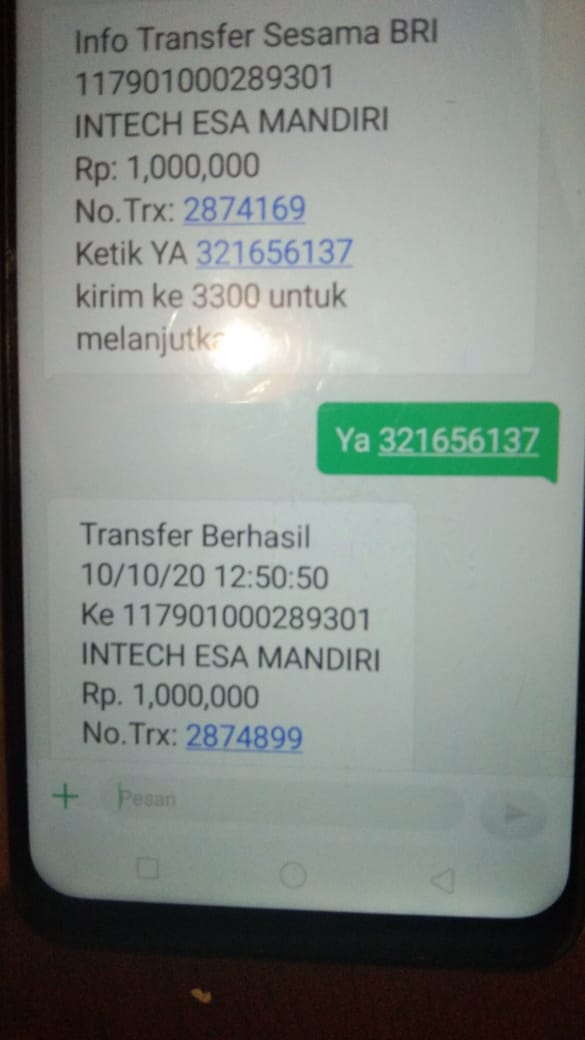 Info Transfer Sesama BRI
117901000289301
INTECH ESA MANDIRI
Rp: 1,000,000
No.Trx: 2874169
Ketik YA 321656137
kirim ke 3300 untuk
Ya 321656137
Transfer Berhasil
10/10/20 12:50:50
Ke 117901000289301
INTECH ESA MANDIRI
Rp. 1,000,000
No.Trx: 2874899
Pesan